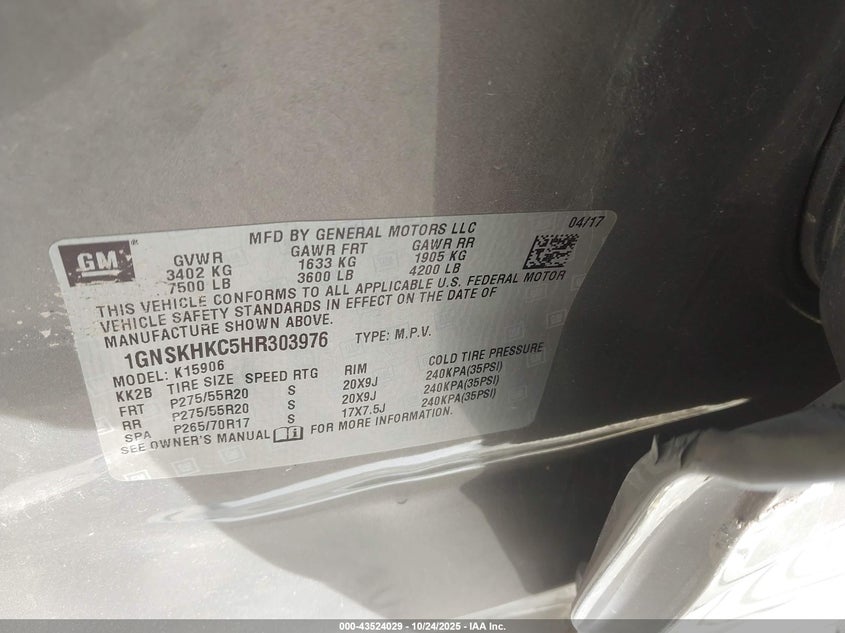 GM®
MFD BY GENERAL MOTORS LLC
04/17
GVWR GAWR FRT GAWR RR
3402 KG 1633 KG 1905 KG
7500 LB 3600 LB 4200 LB
THIS VEHICLE CONFORMS TO ALL APPLICABLE U.S. FEDERAL MOTOR
VEHICLE SAFETY STANDARDS IN EFFECT ON THE DATE OF
MANUFACTURE SHOWN ABOVE.
1GNSKHKC5HR303976 TYPE: M.P.V.
MODEL: K15906
KK2B TIRE SIZE SPEED RTG RIM COLD TIRE PRESSURE
FRT P275/55R20 S 20X9J 240KPA(35PSI)
RR P275/55R20 S 20X9J 240KPA(35PSI)
SPA P265/70R17 S 17X7.5J 240KPA(35PSI)
SEE OWNER'S MANUAL FOR MORE INFORMATION.
000-43524029 - 10/24/2025 - IAA Inc.